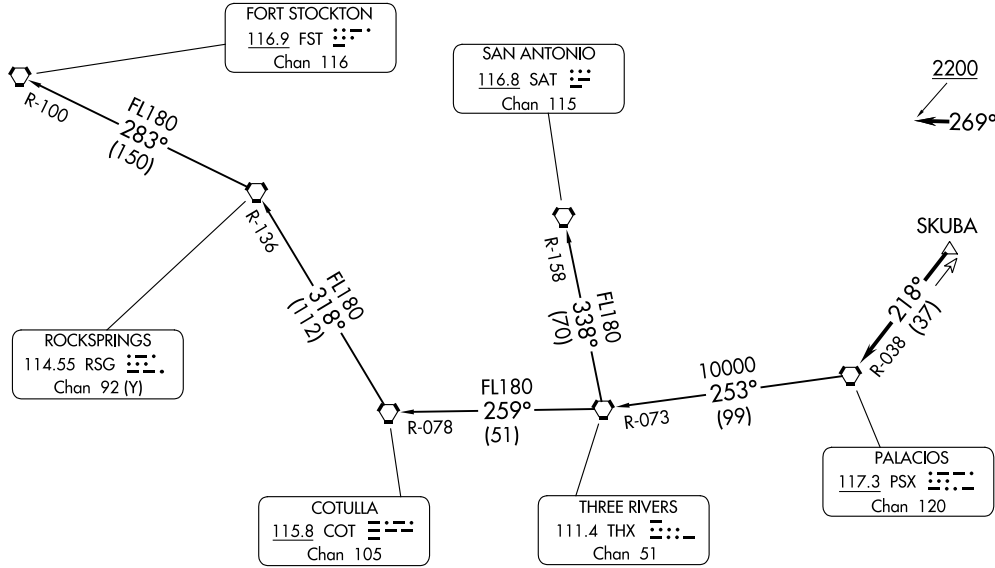 FORT STOCKTON
116.9 FST
Chan 116
R-100
FL180
283°
(150)
SAN ANTONIO
116.8 SAT
Chan 115
2200
269°
R-136
FL180
318°
(112)
R-158
FL180
338°
(70)
SKUBA
218°
(37)
R-038
ROCKSPRINGS
114.55 RSG
Chan 92 (Y)
R-078
FL180
259°
(51)
R-073
10000
253°
(99)
COTULLA
115.8 COT
Chan 105
THREE RIVERS
111.4 THX
Chan 51
PALACIOS
117.3 PSX
Chan 120